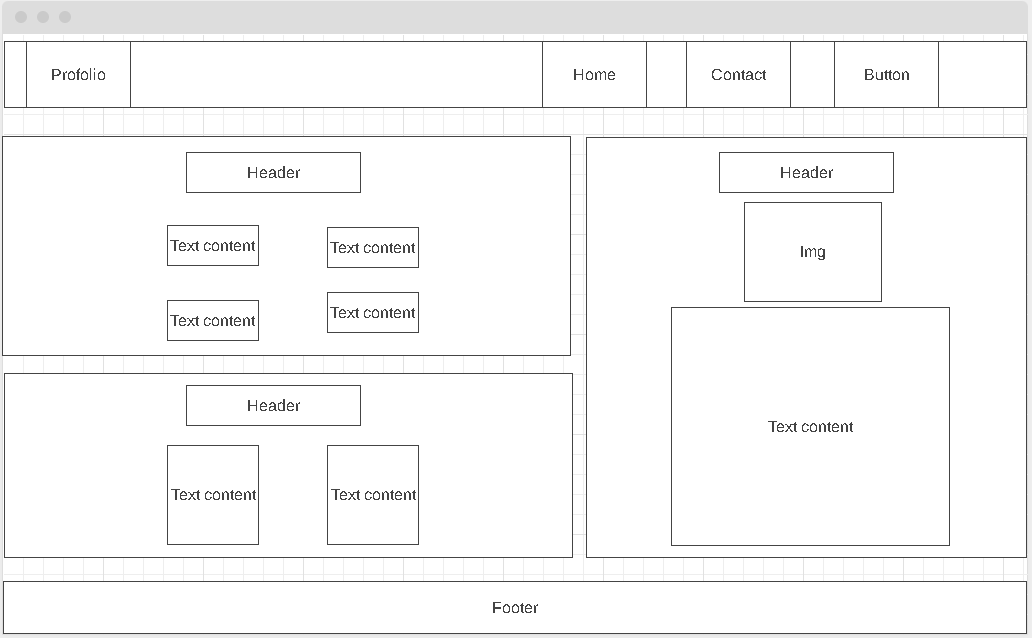 Profolio
Home
Contact
Button
Header
Text content
Text content
Text content
Text content
Header
Text content
Text content
Header
Img
Text content
Footer